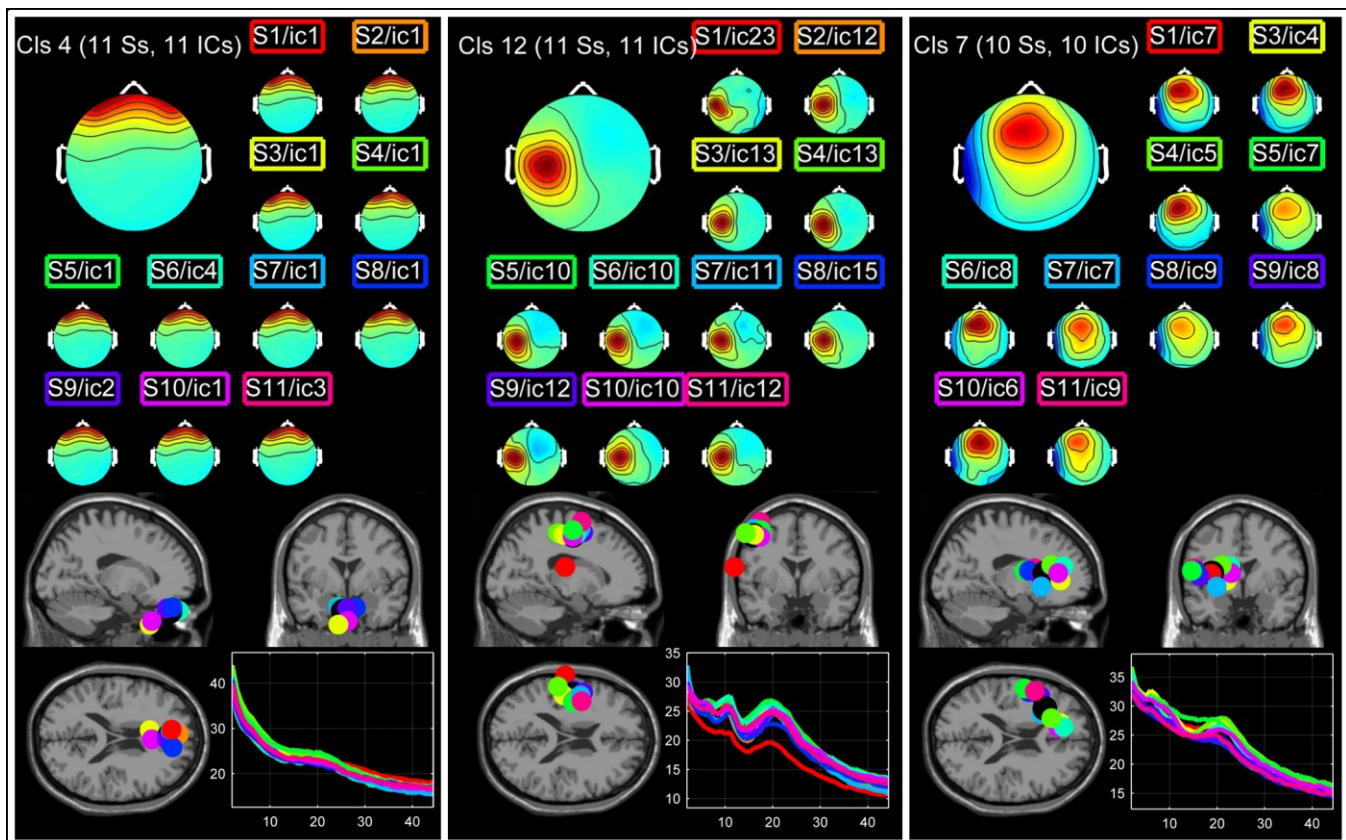 Cls 4 (11 Ss, 11 ICs)
S1/ic1
S2/ic1
S3/ic1
S4/ic1
S5/ic1
S6/ic4
S7/ic1
S8/ic1
S9/ic2
S10/ic1
S11/ic3
40
30
20
10
20
30
40
Cls 12 (11 Ss, 11 ICs)
S1/ic23
S2/ic12
S3/ic13
S4/ic13
S5/ic10
S6/ic10
S7/ic11
S8/ic15
S9/ic12
S10/ic10
S11/ic12
35
30
25
20
15
10
10
20
30
40
Cls 7 (10 Ss, 10 ICs)
S1/ic7
S3/ic4
S4/ic5
S5/ic7
S6/ic8
S7/ic7
S8/ic9
S9/ic8
S10/ic6
S11/ic9
35
30
25
20
15
10
20
30
40